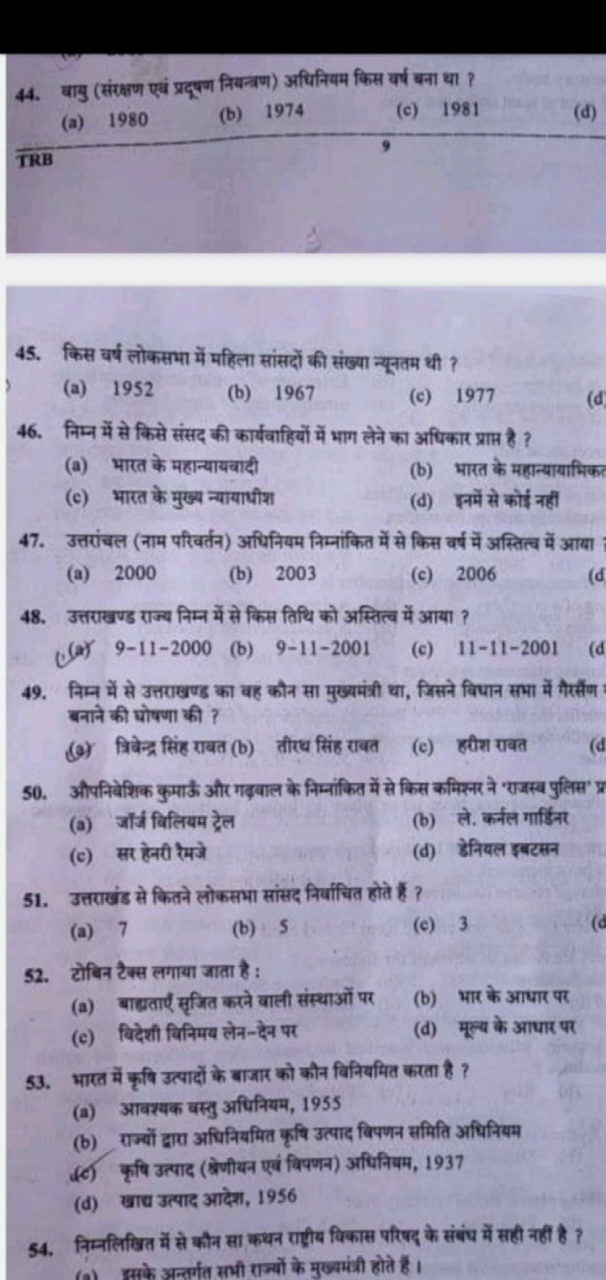 44. वायु (संरक्षण एवं प्रदूषण नियन्त्रण) अधिनियम किस वर्ष बना था ?
(a) 1980 (b) 1974 (c) 1981 (d)
TRB 9
45. किस वर्ष लोकसभा में महिला सांसदों की संख्या न्यूनतम थी ?
(a) 1952 (b) 1967 (c) 1977 (d)
46. निम्न में से किसे संसद की कार्यवाहियों में भाग लेने का अधिकार प्राप्त है ?
(a) भारत के महान्यायवादी (b) भारत के महान्यायाभिकर्त
(c) भारत के मुख्य न्यायाधीश (d) इनमें से कोई नहीं
47. उत्तरांचल (नाम परिवर्तन) अधिनियम निम्नांकित में से किस वर्ष में अस्तित्व में आया ?
(a) 2000 (b) 2003 (c) 2006 (d
48. उत्तराखण्ड राज्य निम्न में से किस तिथि को अस्तित्व में आया ?
(a) 9-11-2000 (b) 9-11-2001 (c) 11-11-2001 (d
49. निम्न में से उत्तराखण्ड का वह कौन सा मुख्यमंत्री था, जिसने विधान सभा में गैरसैंण
बनाने की घोषणा की ?
(a) त्रिवेन्द्र सिंह रावत (b) तीरथ सिंह रावत (c) हरीश रावत (d
50. औपनिवेशिक कुमाऊँ और गढ़वाल के निम्नांकित में से किस कमिश्नर ने 'राजस्व पुलिस' प्र
(a) जॉर्ज विलियम ट्रेल (b) ले. कर्नल गार्डिनर
(c) सर हेनरी रैमजे (d) डेनियल इबटसन
51. उत्तराखंड से कितने लोकसभा सांसद निर्वाचित होते हैं ?
(a) 7 (b) 5 (c) 3 (d
52. टोबिन टैक्स लगाया जाता है :
(a) बाह्यताएँ सृजित करने वाली संस्थाओं पर (b) भार के आधार पर
(c) विदेशी विनिमय लेन-देन पर (d) मूल्य के आधार पर
53. भारत में कृषि उत्पादों के बाजार को कौन विनियमित करता है ?
(a) आवश्यक वस्तु अधिनियम, 1955
(b) राज्यों द्वारा अधिनियमित कृषि उत्पाद विपणन समिति अधिनियम
(c) कृषि उत्पाद (श्रेणीयन एवं विपणन) अधिनियम, 1937
(d) खाद्य उत्पाद आदेश, 1956
54. निम्नलिखित में से कौन सा कथन राष्ट्रीय विकास परिषद् के संबंध में सही नहीं है ?
(a) इसके अन्तर्गत सभी राज्यों के मुख्यमंत्री होते हैं।